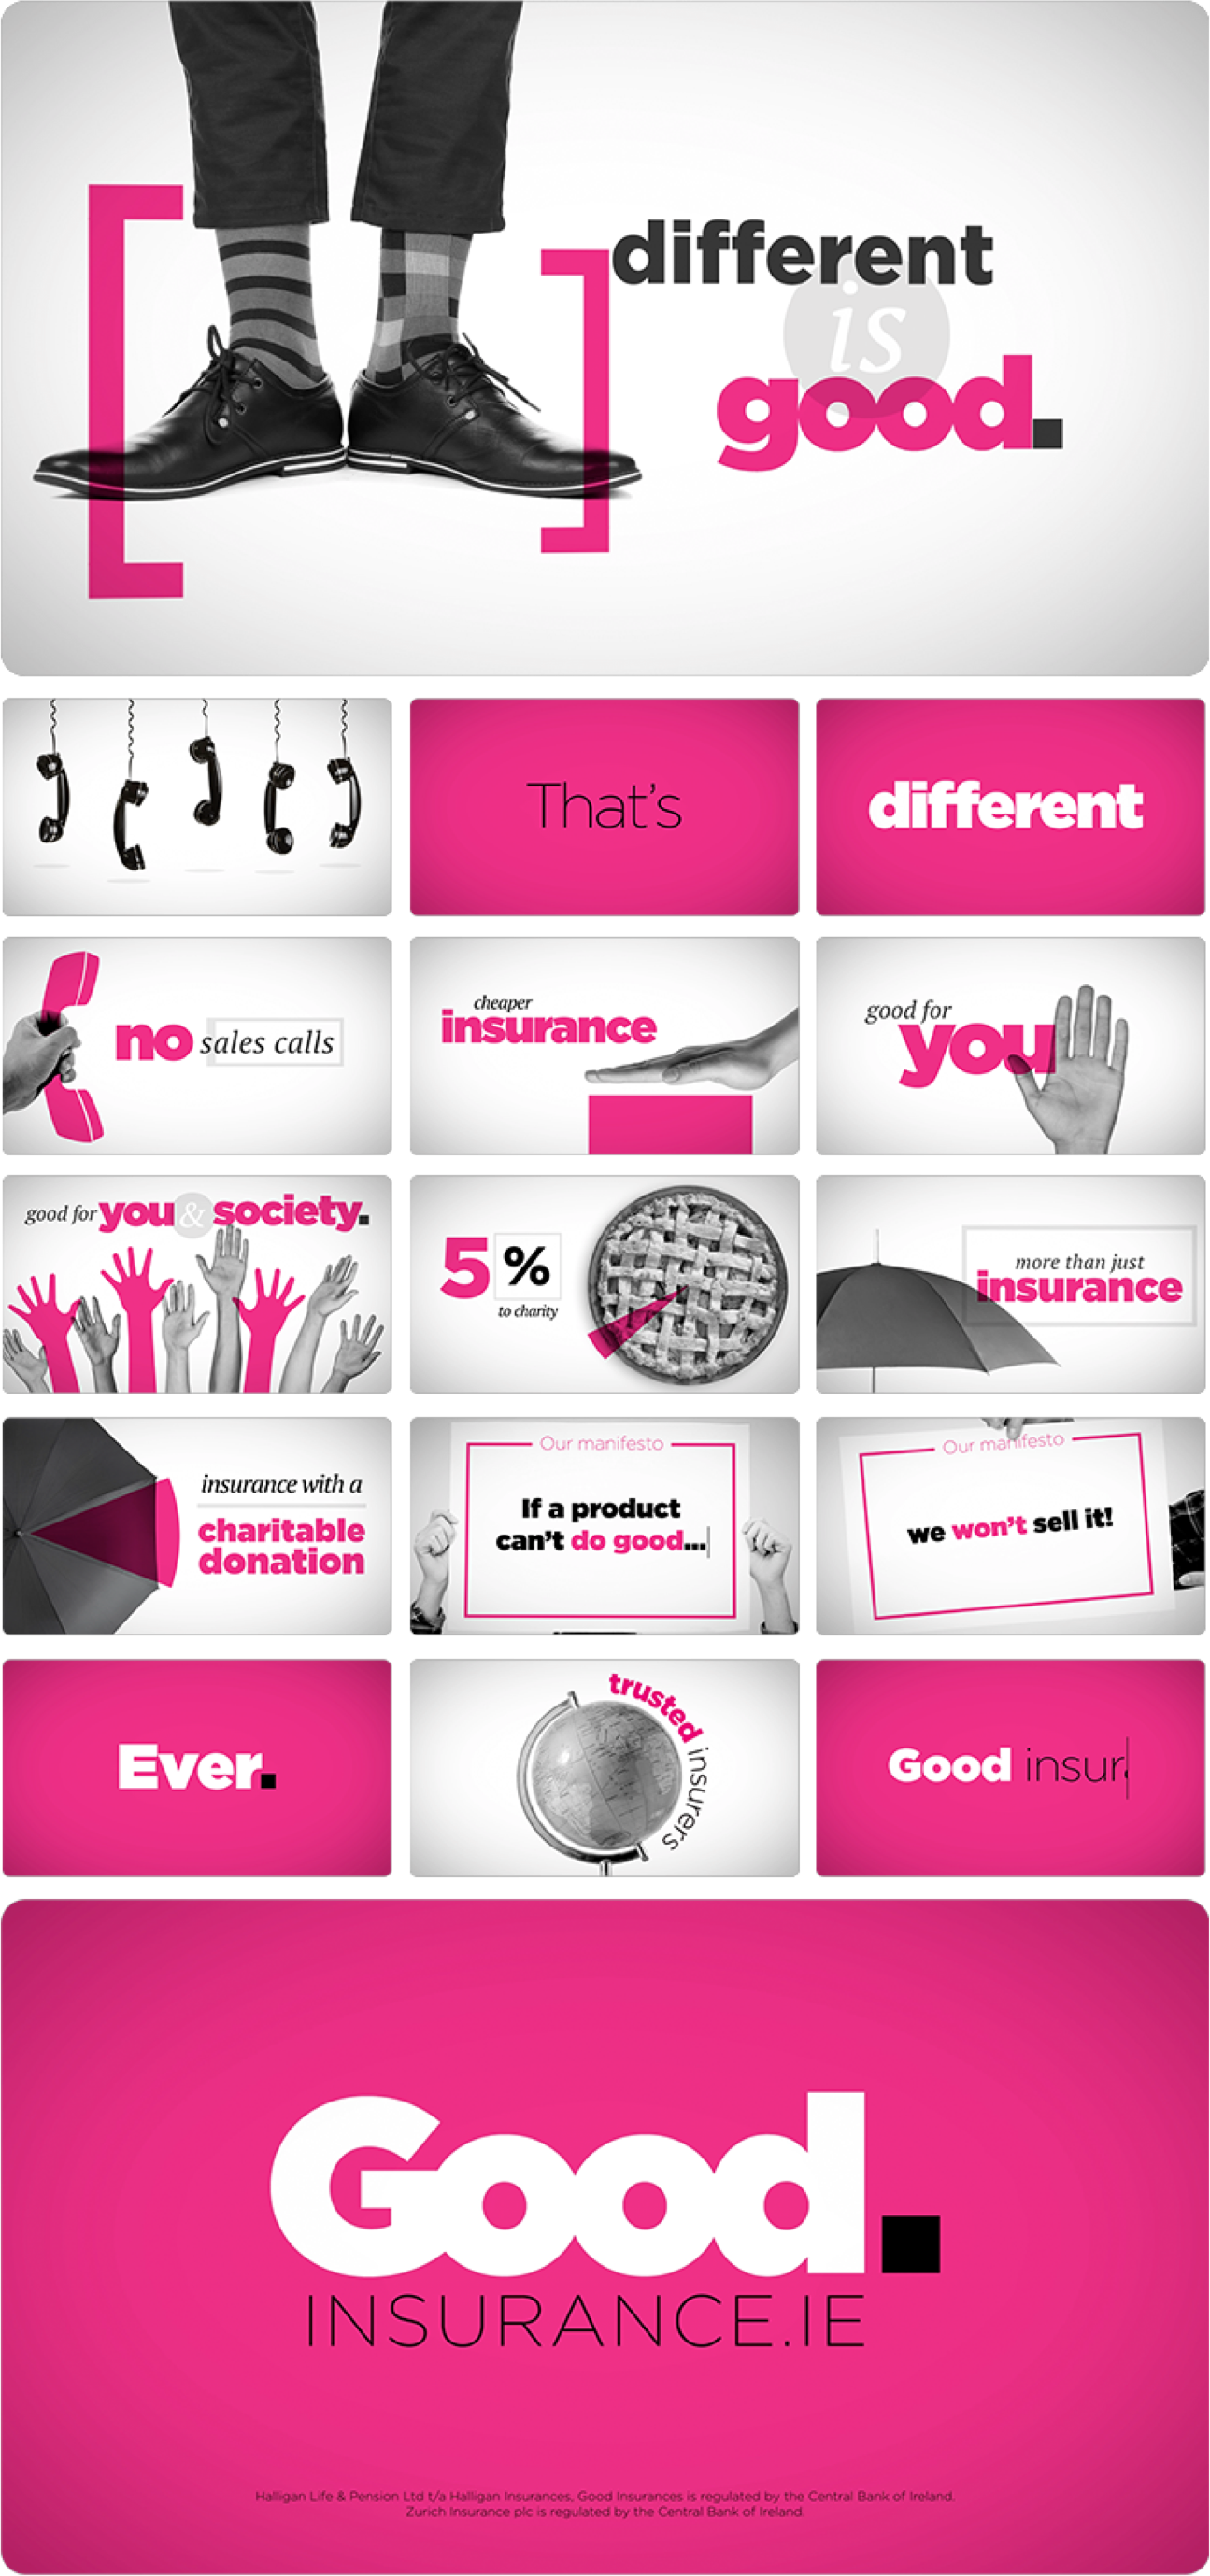 different
is
good.
That's
different
no sales calls
cheaper
insurance
good for
you
good for you & society.
5%
to charity
more than just
insurance
insurance with a
charitable
donation
Our manifesto
If a product
can't do good...
Our manifesto
we won't sell it!
Ever.
trusted insurers
Good insur
Good.
INSURANCE.IE
Halligan Life & Pension Ltd t/a Halligan Insurances, Good Insurances is regulated by the Central Bank of Ireland.
Zurich Insurance plc is regulated by the Central Bank of Ireland.